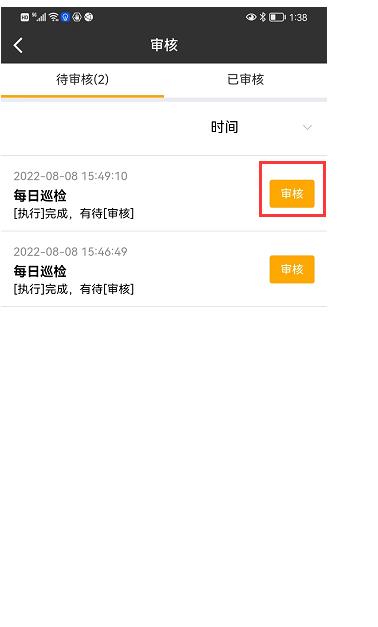 HD 5G 1:38
审核
待审核(2) 已审核
时间
2022-08-08 15:49:10
每日巡检
[执行]完成，有待[审核]
审核
2022-08-08 15:46:49
每日巡检
[执行]完成，有待[审核]
审核